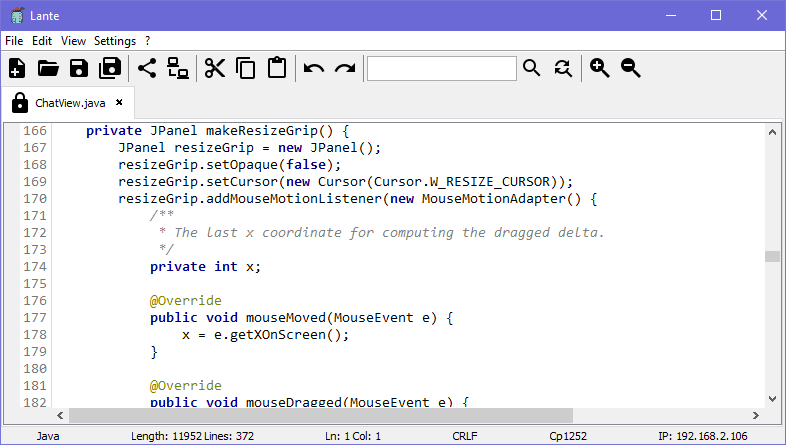 Lante
File Edit View Settings ?
ChatView.java ×
166     private JPanel makeResizeGrip() {
167         JPanel resizeGrip = new JPanel();
168         resizeGrip.setOpaque(false);
169         resizeGrip.setCursor(new Cursor(Cursor.W_RESIZE_CURSOR));
170         resizeGrip.addMouseMotionListener(new MouseMotionAdapter() {
171             /**
172              * The last x coordinate for computing the dragged delta.
173              */
174             private int x;
175
176             @Override
177             public void mouseMoved(MouseEvent e) {
178                 x = e.getXOnScreen();
179             }
180
181             @Override
182             public void mouseDragged(MouseEvent e) {
Java Length: 11952 Lines: 372 Ln: 1 Col: 1 CRLF Cp1252 IP: 192.168.2.106